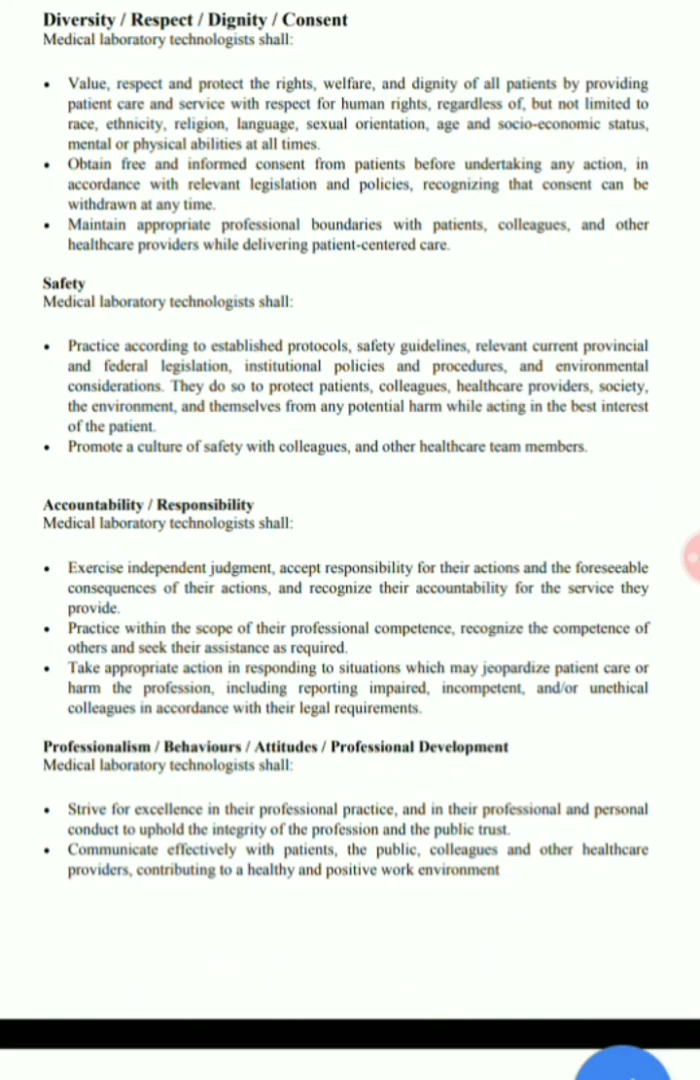 Diversity / Respect / Dignity / Consent
Medical laboratory technologists shall:
• Value, respect and protect the rights, welfare, and dignity of all patients by providing
patient care and service with respect for human rights, regardless of, but not limited to
race, ethnicity, religion, language, sexual orientation, age and socio-economic status,
mental or physical abilities at all times.
• Obtain free and informed consent from patients before undertaking any action, in
accordance with relevant legislation and policies, recognizing that consent can be
withdrawn at any time.
• Maintain appropriate professional boundaries with patients, colleagues, and other
healthcare providers while delivering patient-centered care.
Safety
Medical laboratory technologists shall:
• Practice according to established protocols, safety guidelines, relevant current provincial
and federal legislation, institutional policies and procedures, and environmental
considerations. They do so to protect patients, colleagues, healthcare providers, society,
the environment, and themselves from any potential harm while acting in the best interest
of the patient.
• Promote a culture of safety with colleagues, and other healthcare team members.
Accountability / Responsibility
Medical laboratory technologists shall:
• Exercise independent judgment, accept responsibility for their actions and the foreseeable
consequences of their actions, and recognize their accountability for the service they
provide.
• Practice within the scope of their professional competence, recognize the competence of
others and seek their assistance as required.
• Take appropriate action in responding to situations which may jeopardize patient care or
harm the profession, including reporting impaired, incompetent, and/or unethical
colleagues in accordance with their legal requirements.
Professionalism / Behaviours / Attitudes / Professional Development
Medical laboratory technologists shall:
• Strive for excellence in their professional practice, and in their professional and personal
conduct to uphold the integrity of the profession and the public trust.
• Communicate effectively with patients, the public, colleagues and other healthcare
providers, contributing to a healthy and positive work environment